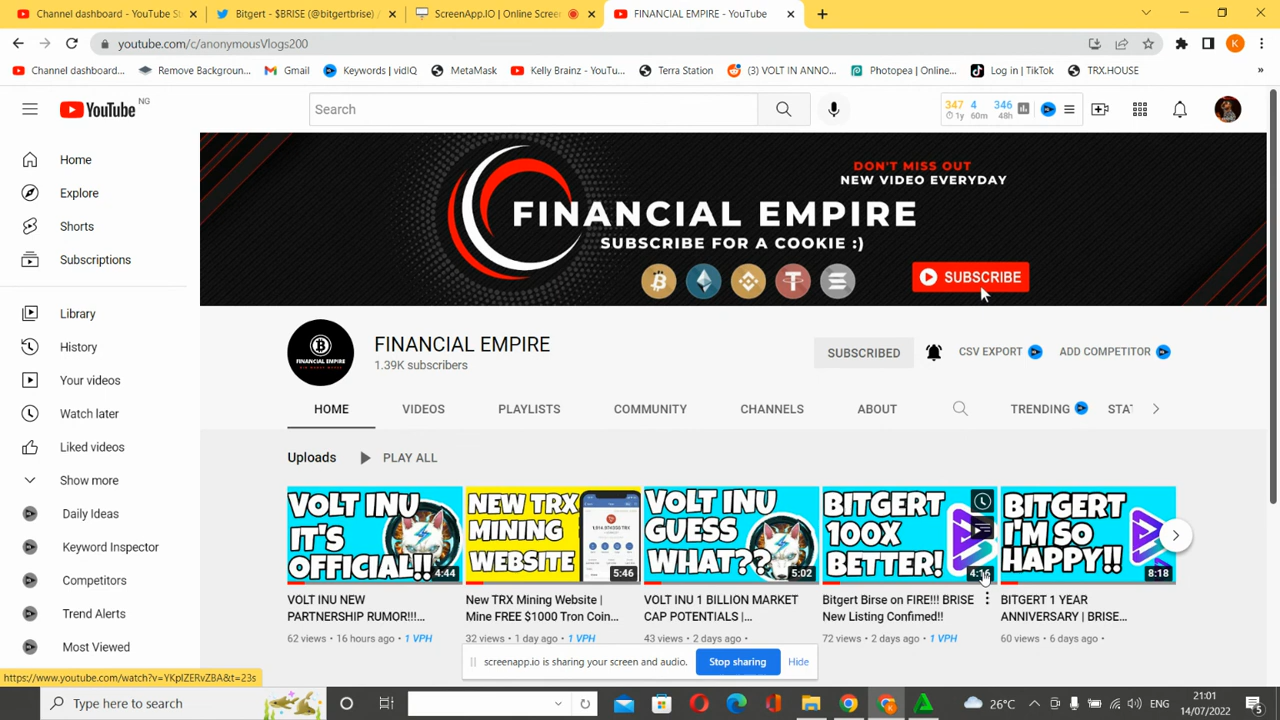 Channel dashboard - YouTube St
Bitgert - $BRISE (@bitgertbrise) /
ScreenApp.IO | Online Scree
FINANCIAL EMPIRE - YouTube
youtube.com/c/anonymousVlogs200
K
Channel dashboard...
Remove Backgroun...
Gmail
Keywords | vidIQ
MetaMask
Kelly Brainz - YouTu...
Terra Station
(3) VOLT IN ANNO...
Photopea | Online...
Log in | TikTok
TRX.HOUSE
YouTube NG
Search
347 4 346
1y 60m 48h
Home
Explore
Shorts
Subscriptions
Library
History
Your videos
Watch later
Liked videos
Show more
Daily Ideas
Keyword Inspector
Competitors
Trend Alerts
Most Viewed
DON'T MISS OUT
NEW VIDEO EVERYDAY
FINANCIAL EMPIRE
SUBSCRIBE FOR A COOKIE :)
SUBSCRIBE
FINANCIAL EMPIRE
FINANCIAL EMPIRE
1.39K subscribers
SUBSCRIBED
CSV EXPORT
ADD COMPETITOR
HOME
VIDEOS
PLAYLISTS
COMMUNITY
CHANNELS
ABOUT
TRENDING
STAT
Uploads
PLAY ALL
VOLT INU
IT'S
OFFICIAL!!
4:44
NEW TRX
MINING
WEBSITE
5:46
VOLT INU
GUESS
WHAT??
5:02
BITGERT
100X
BETTER!
4:16
BITGERT
I'M SO
HAPPY!!
8:18
VOLT INU NEW
PARTNERSHIP RUMOR!!!...
62 views • 16 hours ago • 1 VPH
New TRX Mining Website |
Mine FREE $1000 Tron Coin...
32 views • 1 day ago • 1 VPH
VOLT INU 1 BILLION MARKET
CAP POTENTIALS |...
43 views • 2 days ago •
Bitgert Birse on FIRE!!! BRISE
New Listing Confimed!!
72 views • 2 days ago • 1 VPH
BITGERT 1 YEAR
ANNIVERSARY | BRISE...
60 views • 6 days ago •
screenapp.io is sharing your screen and audio.
Stop sharing
Hide
https://www.youtube.com/watch?v=YKplZERvZBA&t=23s
Type here to search
26°C
ENG
21:01
14/07/2022
5